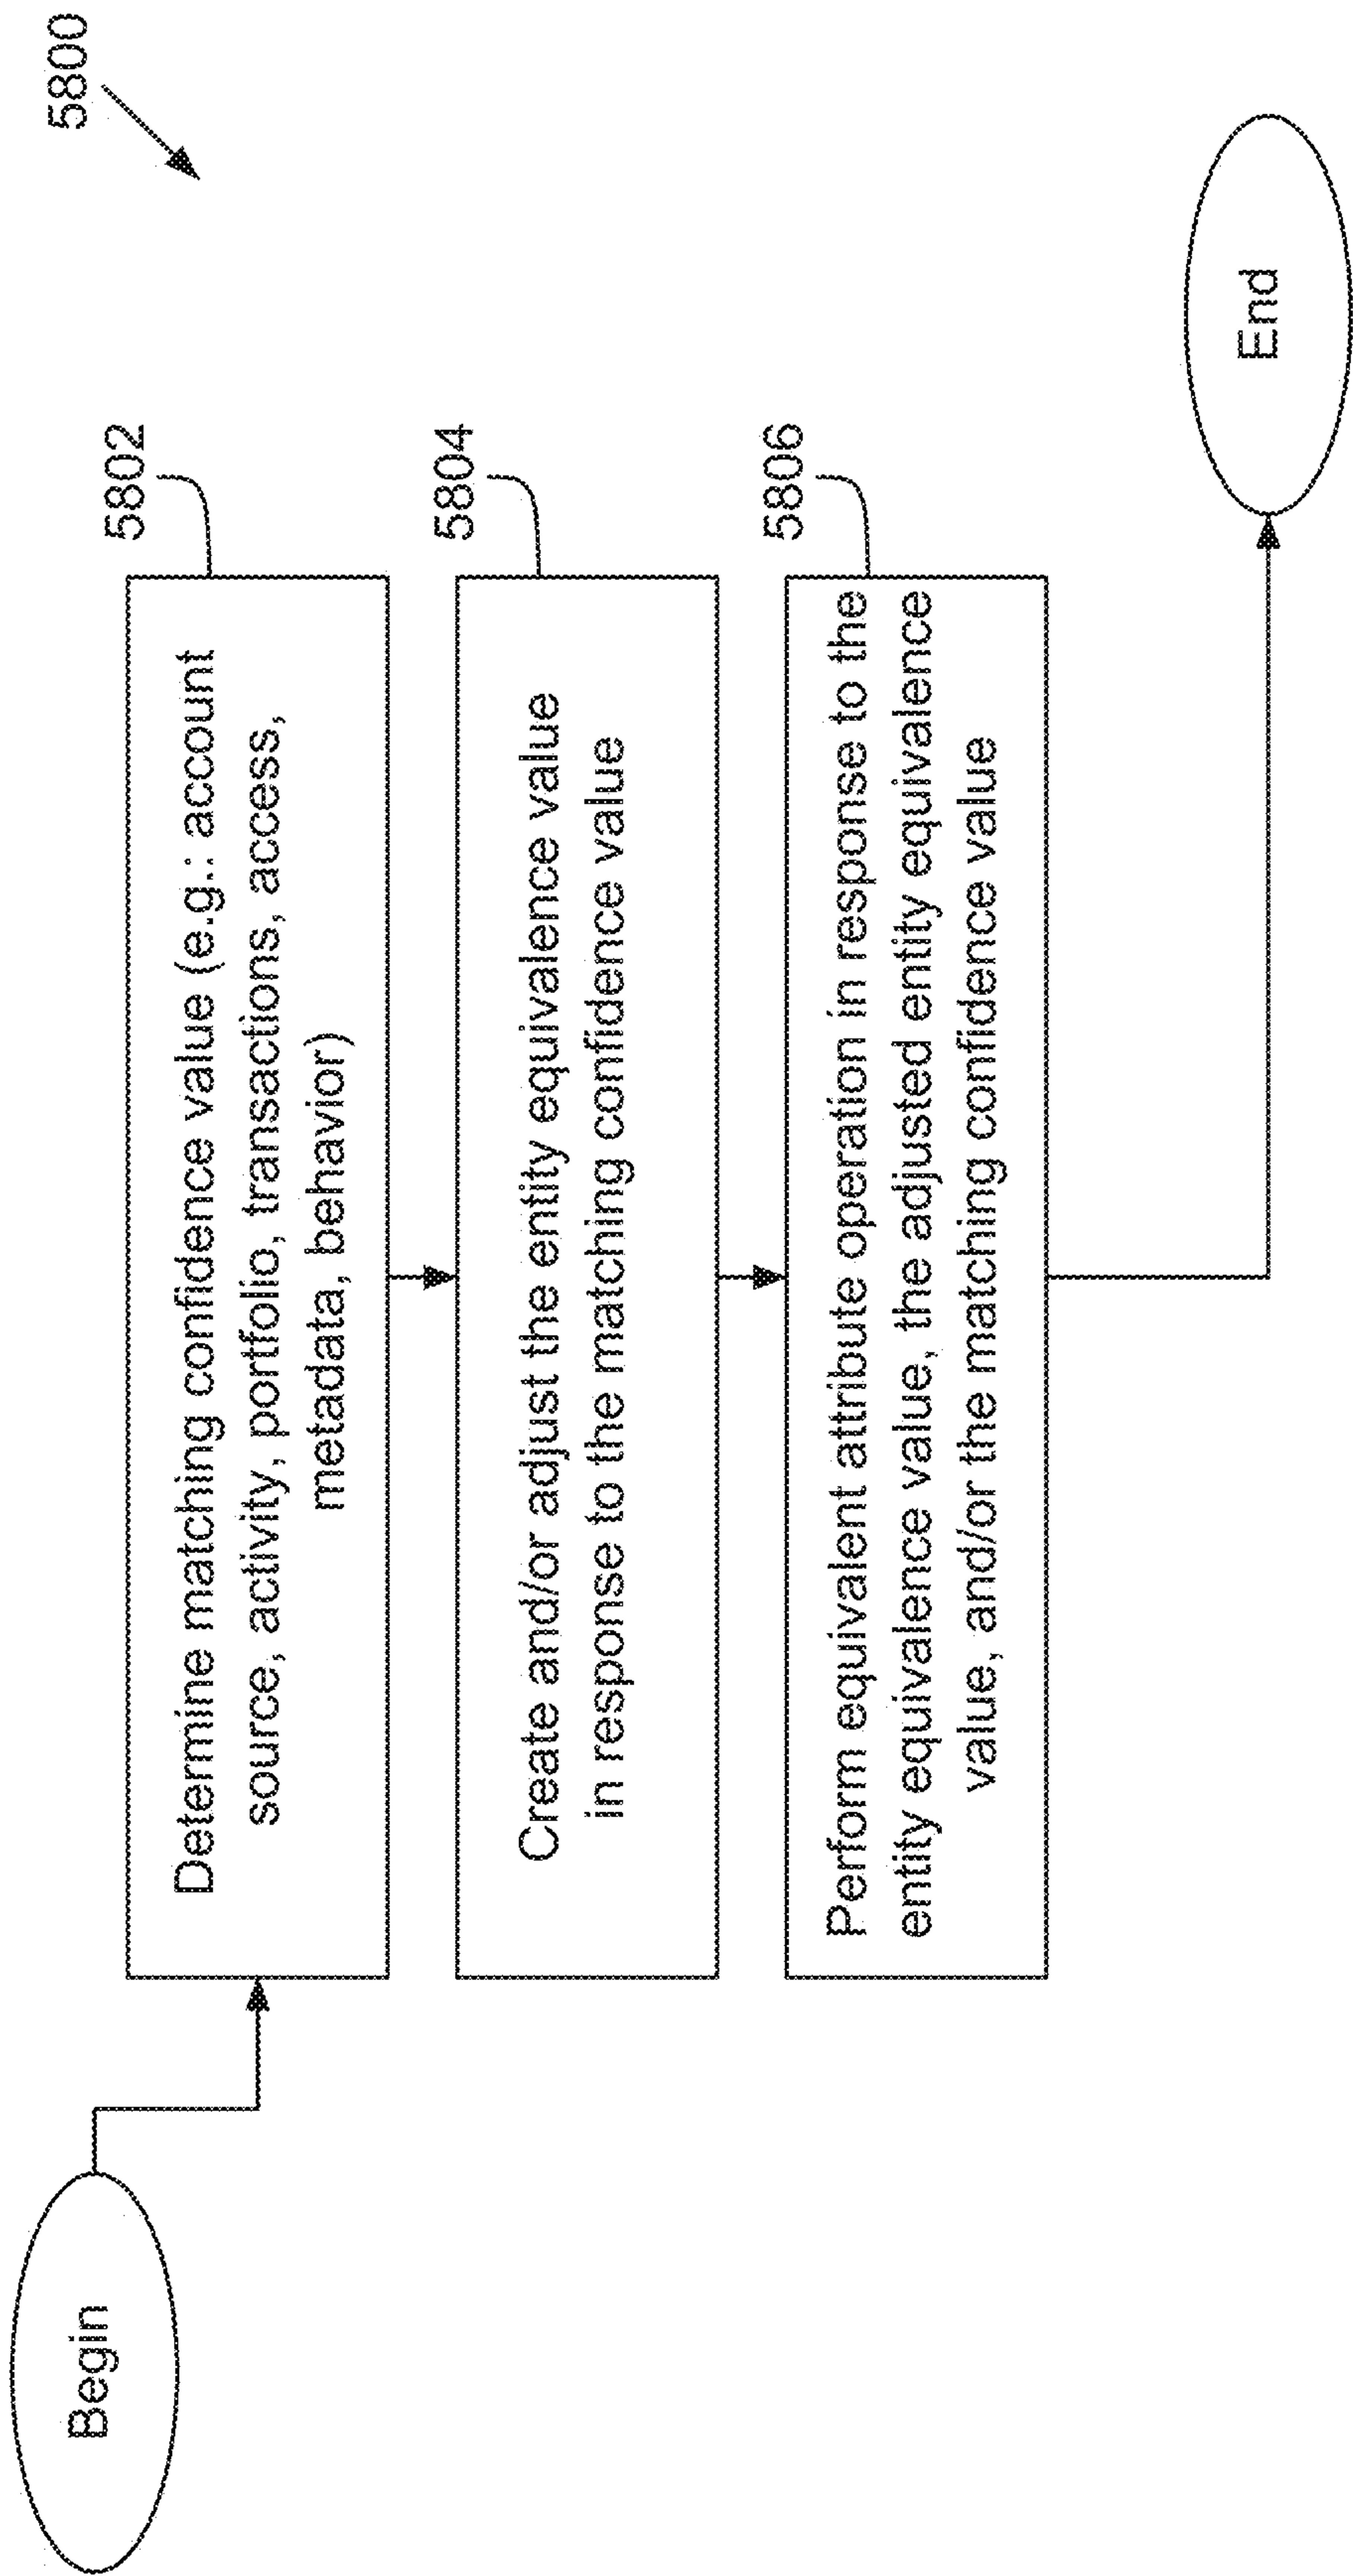 5800
Begin
5802
Determine matching confidence value (e.g.: account
source, activity, portfolio, transactions, access,
metadata, behavior)
5804
Create and/or adjust the entity equivalence value
in response to the matching confidence value
5806
Perform equivalent attribute operation in response to the
entity equivalence value, the adjusted entity equivalence
value, and/or the matching confidence value
End